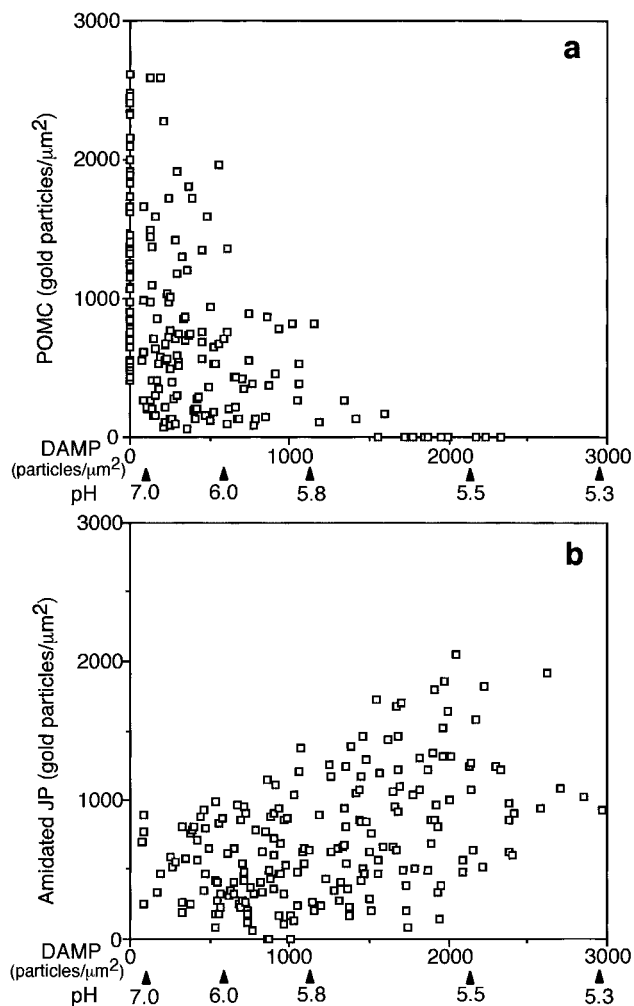 a
3000
2000
1000
0
POMC (gold particles/μm2)
DAMP 0 1000 2000 3000
(particles/μm2)
pH 7.0 6.0 5.8 5.5 5.3
b
3000
2000
1000
0
Amidated JP (gold particles/μm2)
DAMP 0 1000 2000 3000
(particles/μm2)
pH 7.0 6.0 5.8 5.5 5.3